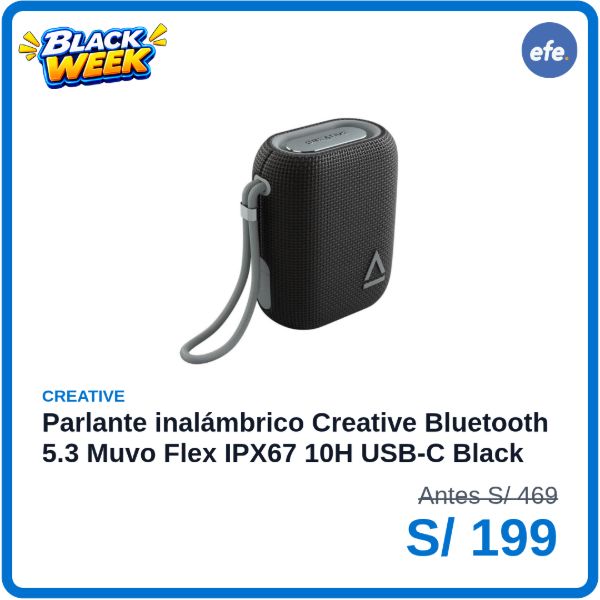 BLACK
WEEK
efe.
CREATIVE
Parlante inalámbrico Creative Bluetooth
5.3 Muvo Flex IPX67 10H USB-C Black
Antes S/ 469
S/ 199